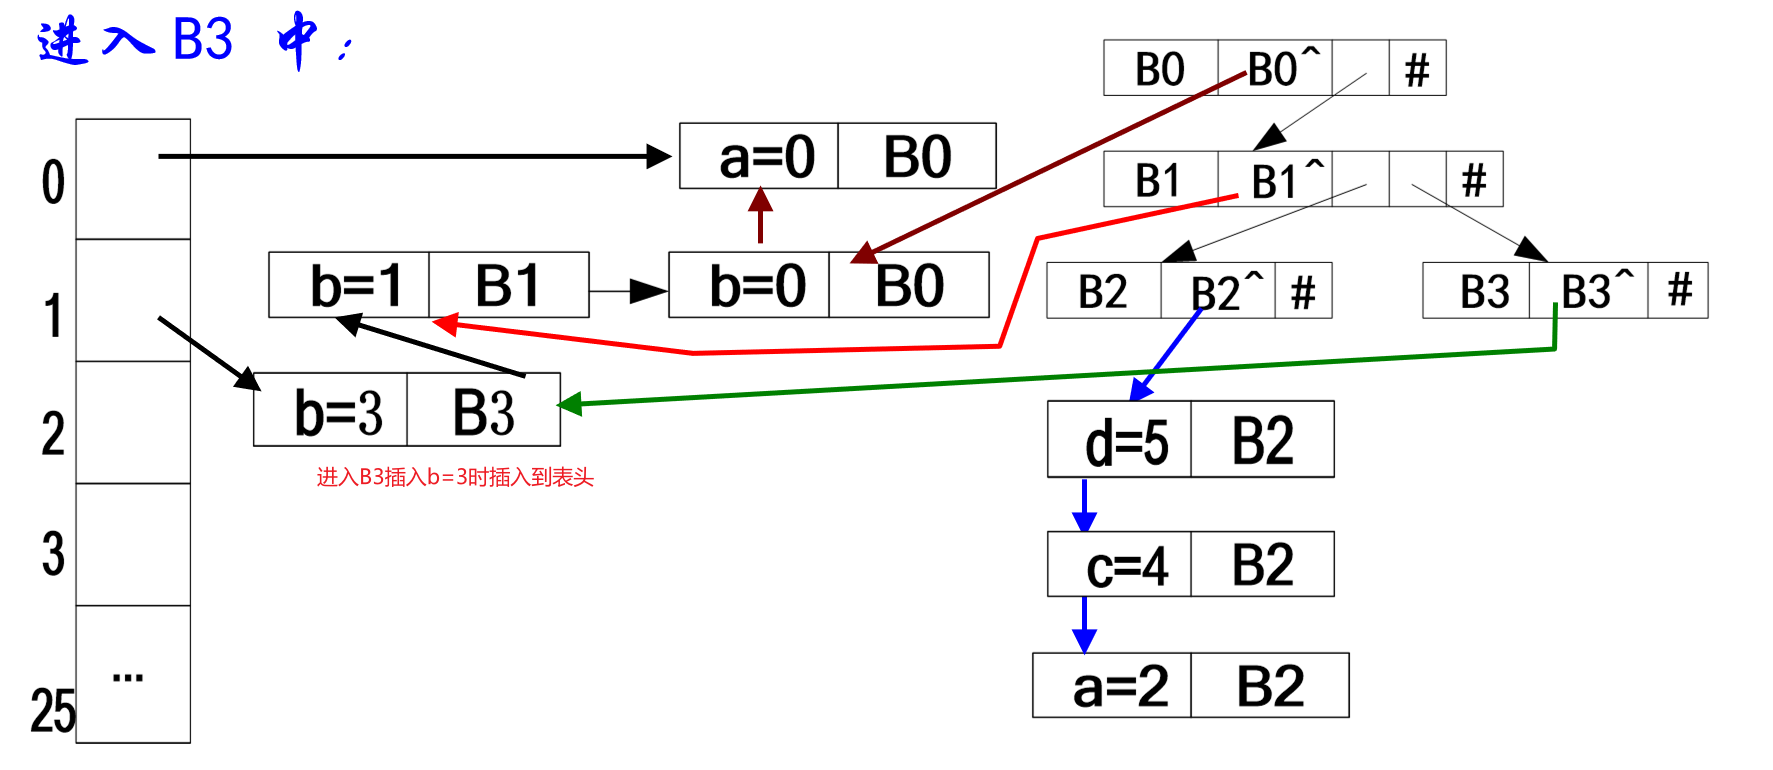 进入B3 中：
B0 B0^ #
a=0 B0
0
B1 B1^ #
b=1 B1
b=0 B0
B2 B2^ #
B3 B3^ #
1
b=3 B3
2
d=5 B2
进入B3插入b=3时插入到表头
3
c=4 B2
...
a=2 B2
25